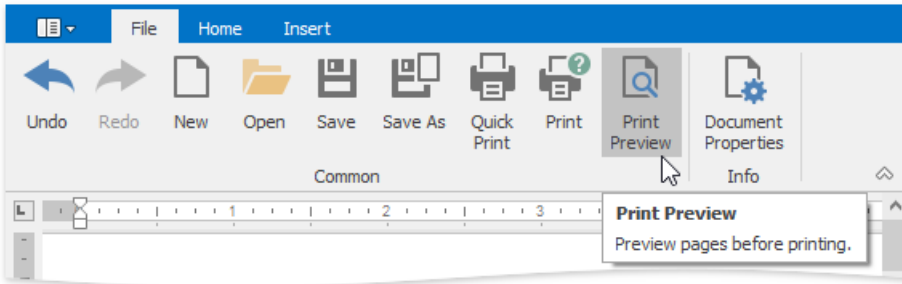 File Home Insert
Undo Redo New Open Save Save As Quick Print Print Print Preview Document Properties
Common Info
L 1 2 3
Print Preview
Preview pages before printing.